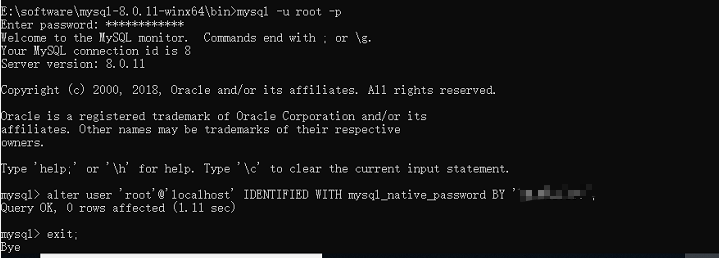 E:\software\mysql-8.0.11-winx64\bin>mysql -u root -p
Enter password: ************
Welcome to the MySQL monitor.  Commands end with ; or \g.
Your MySQL connection id is 8
Server version: 8.0.11
Copyright (c) 2000, 2018, Oracle and/or its affiliates. All rights reserved.
Oracle is a registered trademark of Oracle Corporation and/or its
affiliates. Other names may be trademarks of their respective
owners.
Type 'help;' or '\h' for help. Type '\c' to clear the current input statement.
mysql> alter user 'root'@'localhost' IDENTIFIED WITH mysql_native_password BY '
Query OK, 0 rows affected (1.11 sec)
mysql> exit;
Bye